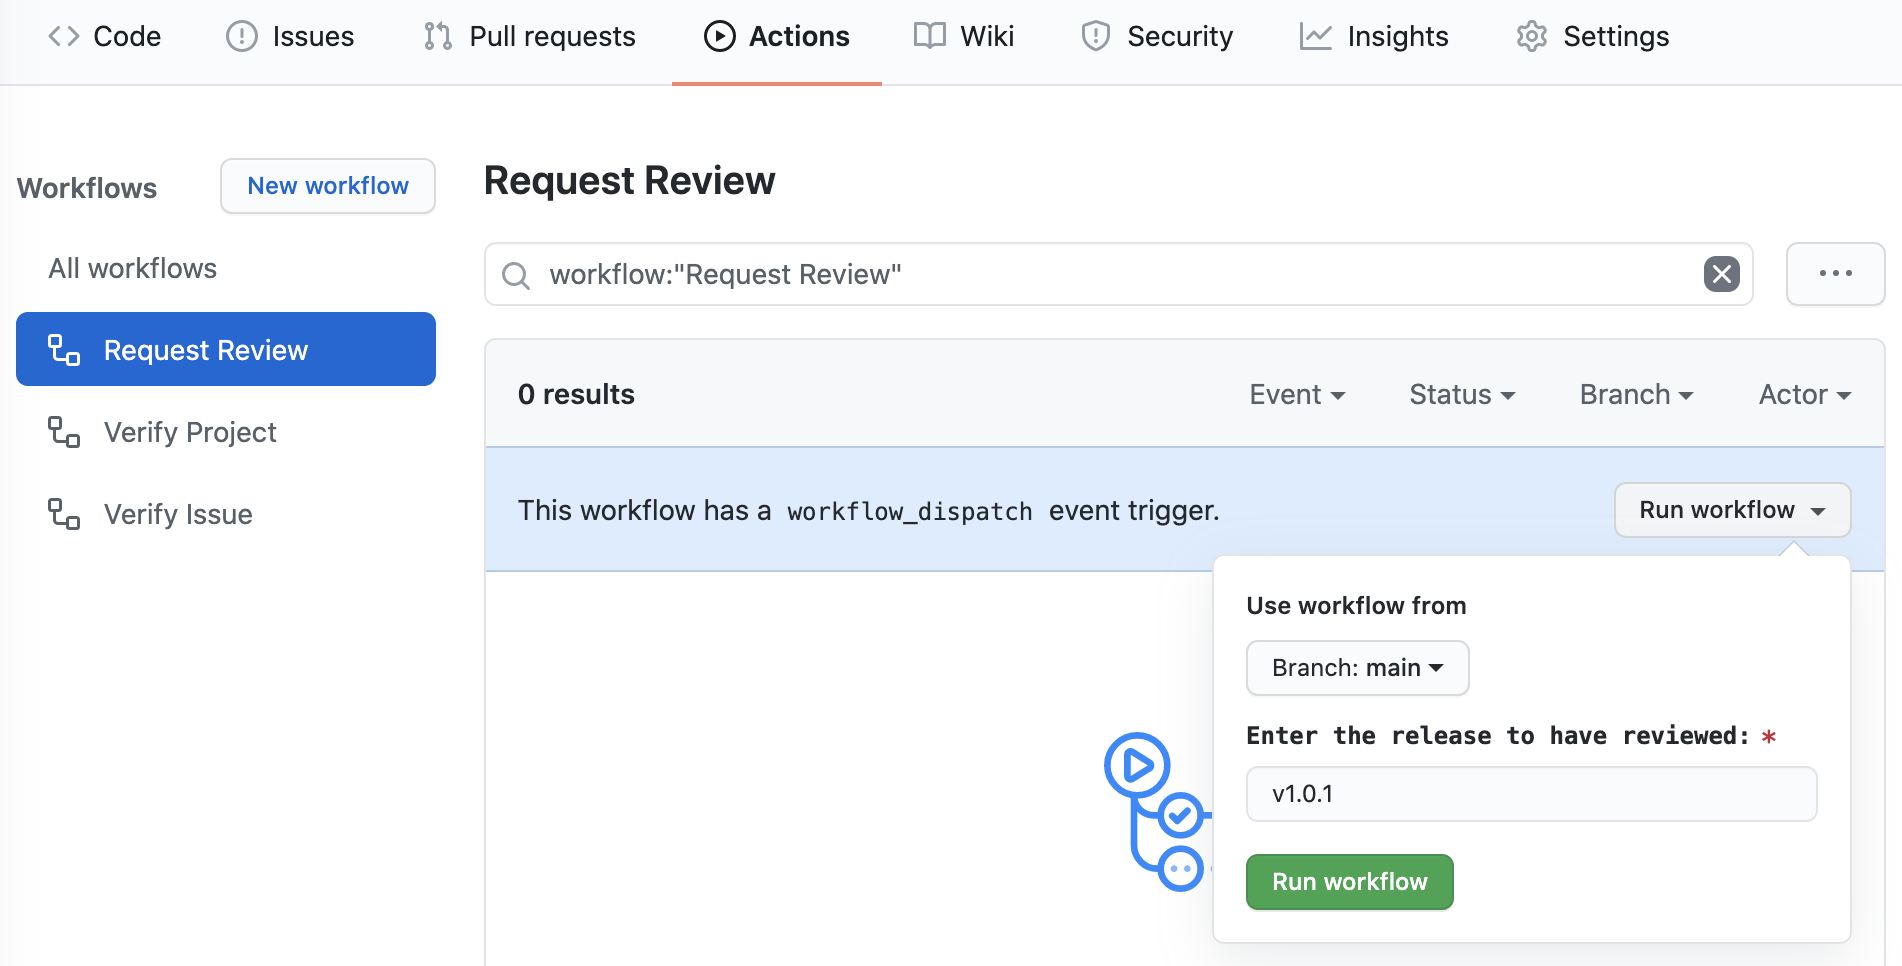 Code Issues Pull requests Actions Wiki Security Insights Settings
Workflows New workflow
All workflows
Request Review
Verify Project
Verify Issue
Request Review
workflow:"Request Review"
0 results Event Status Branch Actor
This workflow has a workflow_dispatch event trigger. Run workflow
Use workflow from
Branch: main
Enter the release to have reviewed: *
v1.0.1
Run workflow